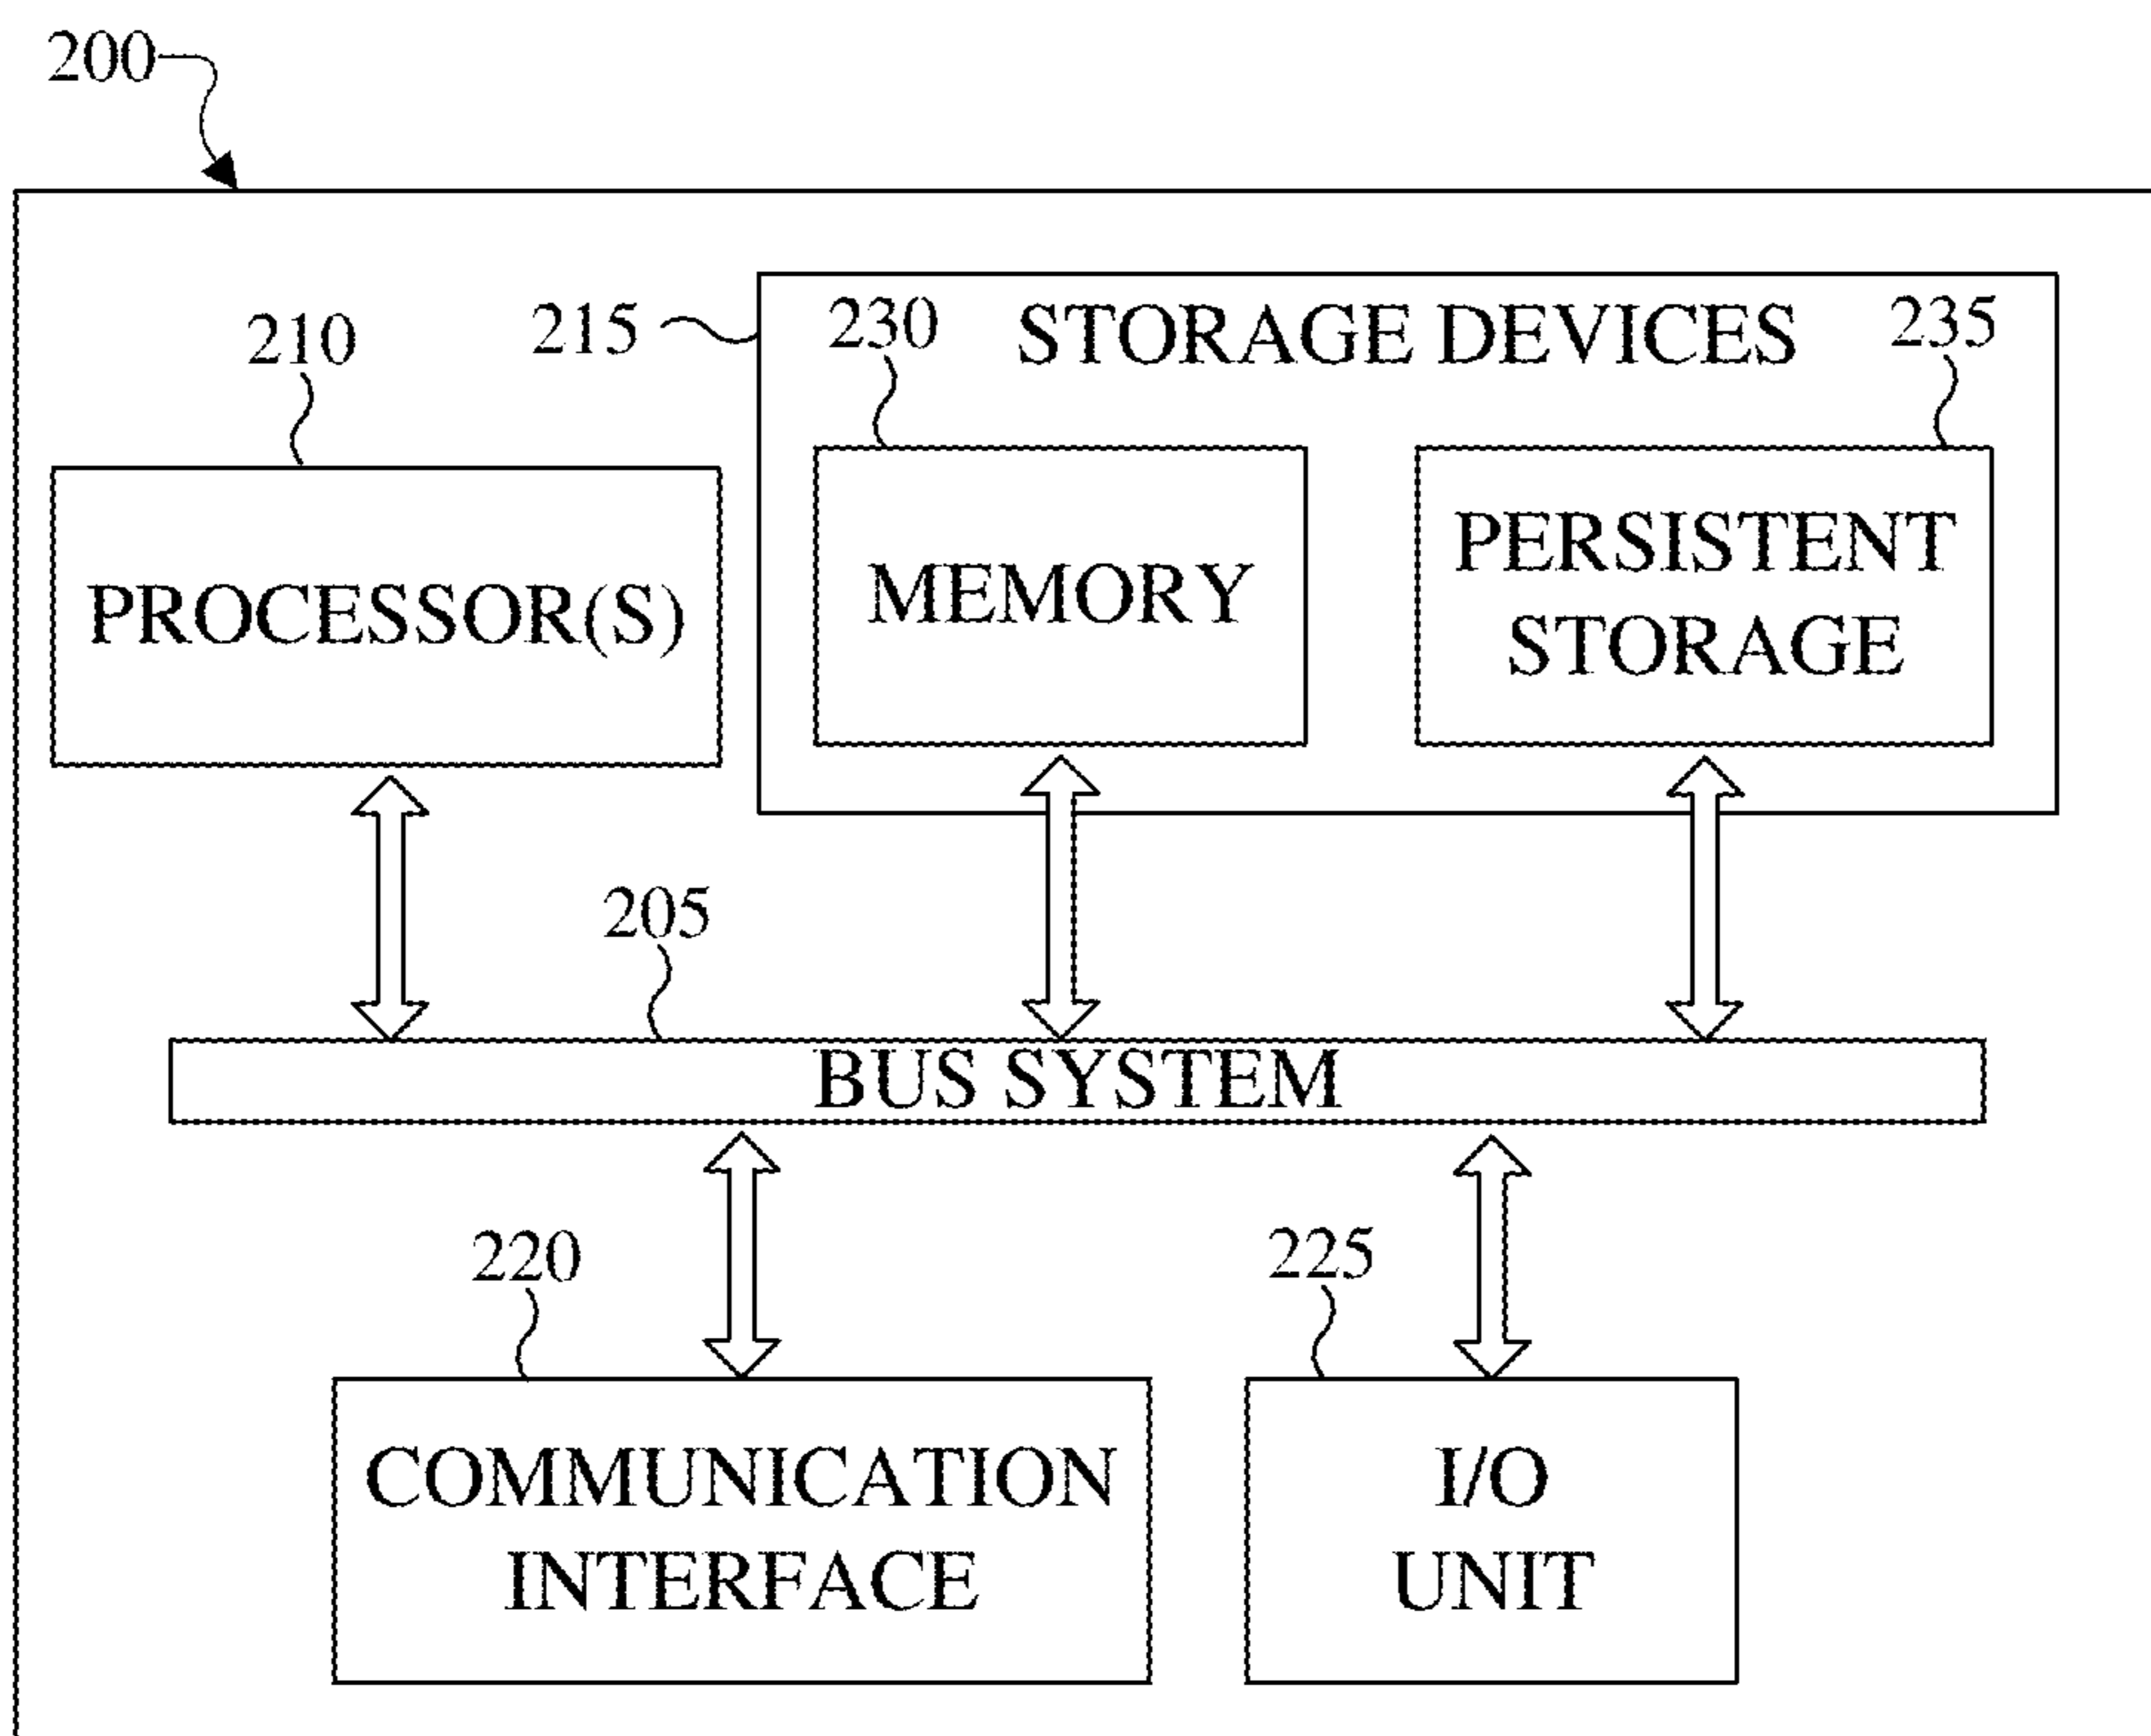 200
210
215
230
STORAGE DEVICES
235
PROCESSOR(S)
MEMORY
PERSISTENT
STORAGE
205
BUS SYSTEM
220
225
COMMUNICATION
INTERFACE
I/O
UNIT